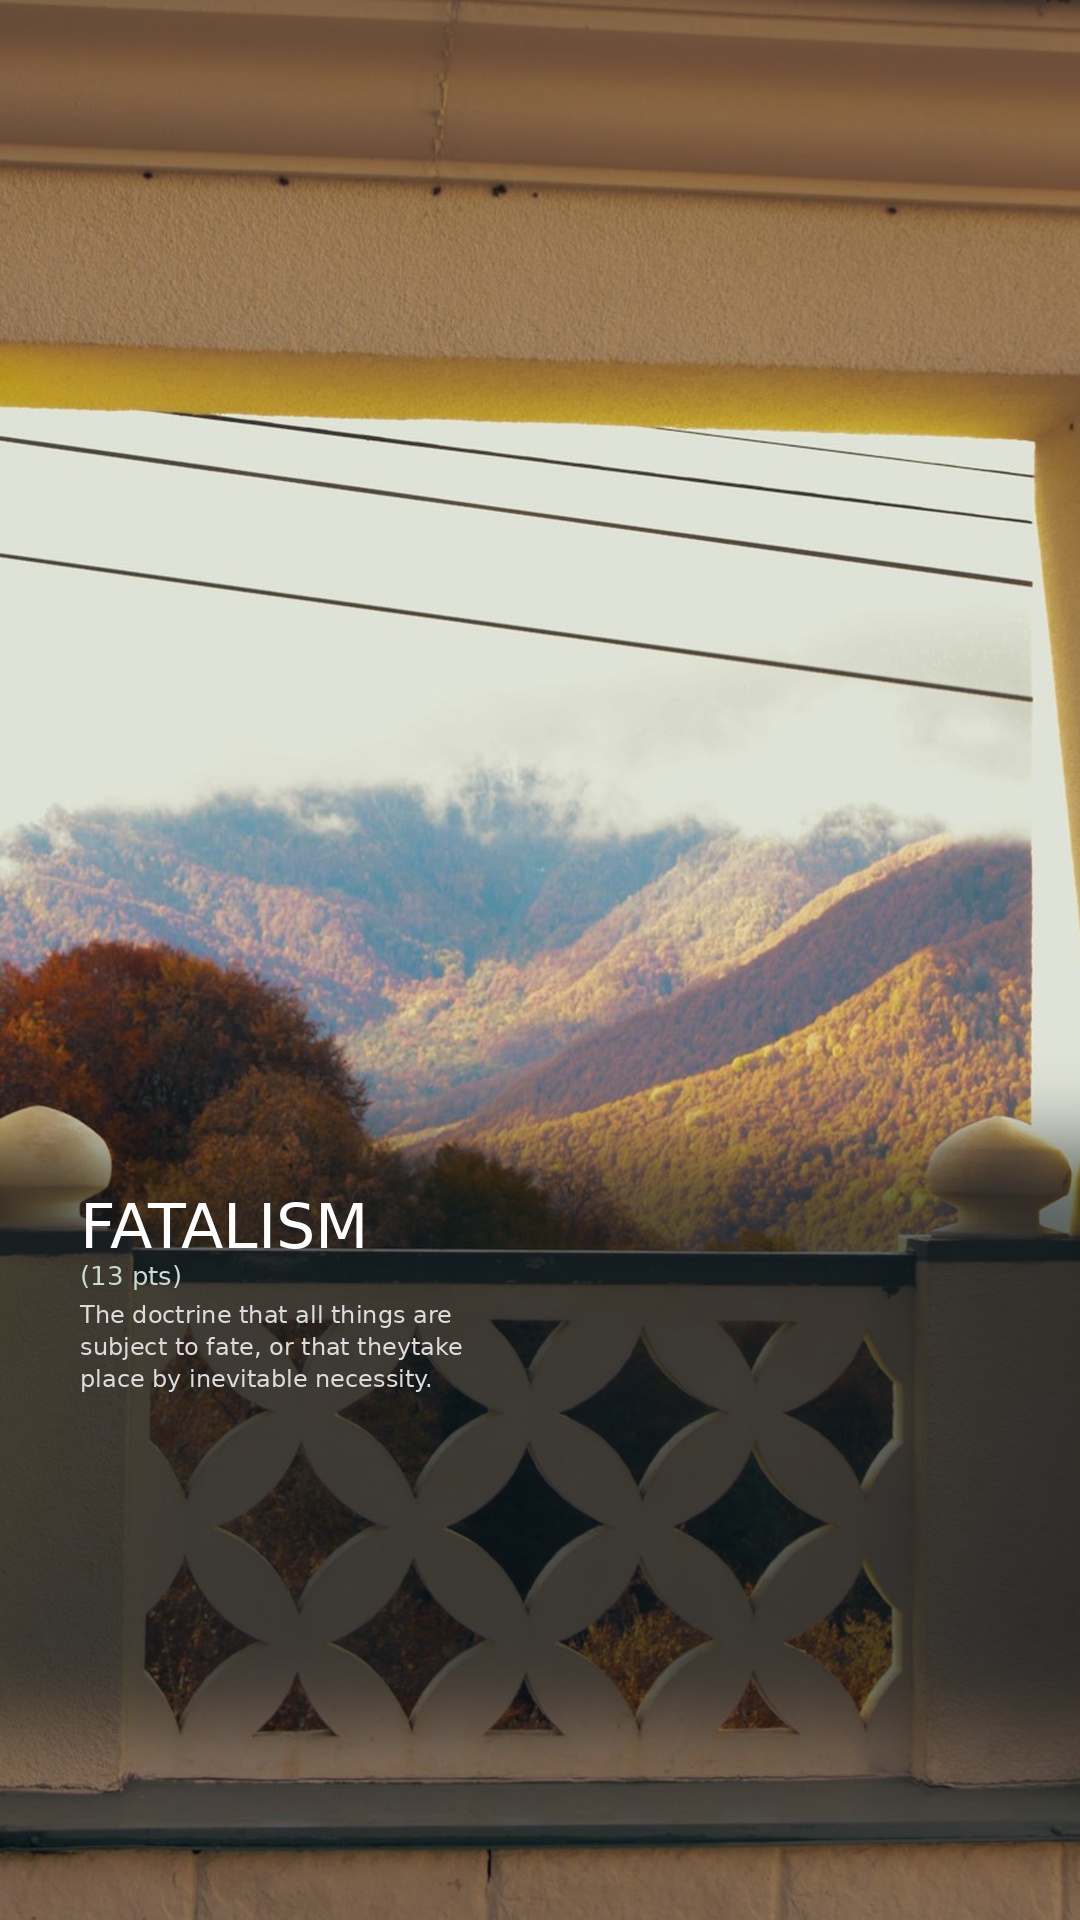 FATALISM
(13 pts)
The doctrine that all things are
subject to fate, or that theytake
place by inevitable necessity.